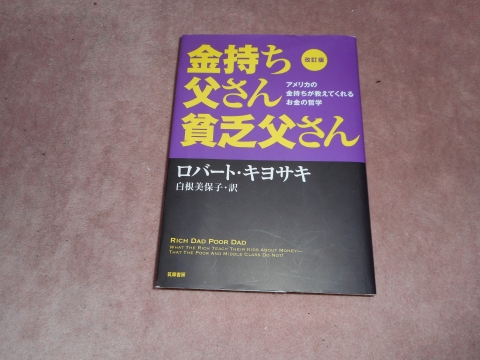 金持ち
改訂版
父さん
アメリカの
金持ちが教えてくれる
お金の哲学
貧乏父さん
ロバート・キヨサキ
白根美保子・訳
RICH DAD POOR DAD
WHAT THE RICH TEACH THEIR KIDS ABOUT MONEY—
THAT THE POOR AND MIDDLE CLASS DO NOT!
筑摩書房